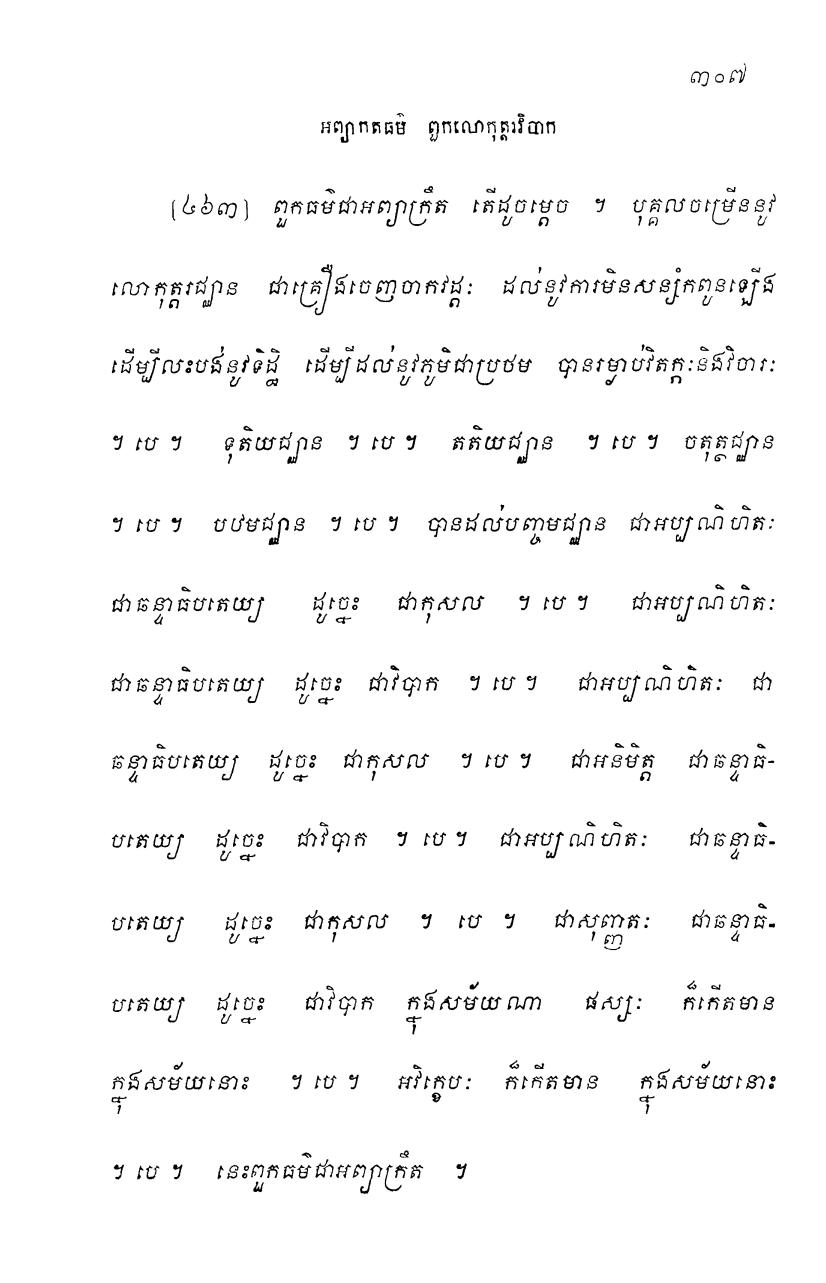 ៣០៧
អព្យាកតធម៌ ពួកលោកុត្តរវិបាក
(៤៦៣) ពួកធម៌ជាអព្យាក្រឹត តើដូចម្តេច ។ បុគ្គលចម្រើននូវ
លោកុត្តរជ្ឈាន ជាគ្រឿងចេញចាកវដ្តៈ ដល់នូវការមិនសន្សំកពូនឡើង
ដើម្បីលះបង់នូវទិដ្ឋិ ដើម្បីដល់នូវភូមិជាប្រថម បានរម្ងាប់វិតក្កៈនិងវិចារៈ
។ បេ ។ ទុតិយជ្ឈាន ។ បេ ។ តតិយជ្ឈាន ។ បេ ។ ចតុត្ថជ្ឈាន
។ បេ ។ បឋមជ្ឈាន ។ បេ ។ បានដល់បញ្ចមជ្ឈាន ជាអប្បណិហិតៈ
ជាឆន្ទាធិបតេយ្យ ដូច្នេះ ជាកុសល ។ បេ ។ ជាអប្បណិហិតៈ
ជាឆន្ទាធិបតេយ្យ ដូច្នេះ ជាវិបាក ។ បេ ។ ជាអប្បណិហិតៈ ជា
ឆន្ទាធិបតេយ្យ ដូច្នេះ ជាកុសល ។ បេ ។ ជាអនិមិត្ត ជាឆន្ទាធិ-
បតេយ្យ ដូច្នេះ ជាវិបាក ។ បេ ។ ជាអប្បណិហិតៈ ជាឆន្ទាធិ-
បតេយ្យ ដូច្នេះ ជាកុសល ។ បេ ។ ជាសុញ្ញតៈ ជាឆន្ទាធិ-
បតេយ្យ ដូច្នេះ ជាវិបាក ក្នុងសម័យណា ផស្សៈ ក៏កើតមាន
ក្នុងសម័យនោះ ។ បេ ។ អវិក្ខេបៈ ក៏កើតមាន ក្នុងសម័យនោះ
។ បេ ។ នេះពួកធម៌ជាអព្យាក្រឹត ។